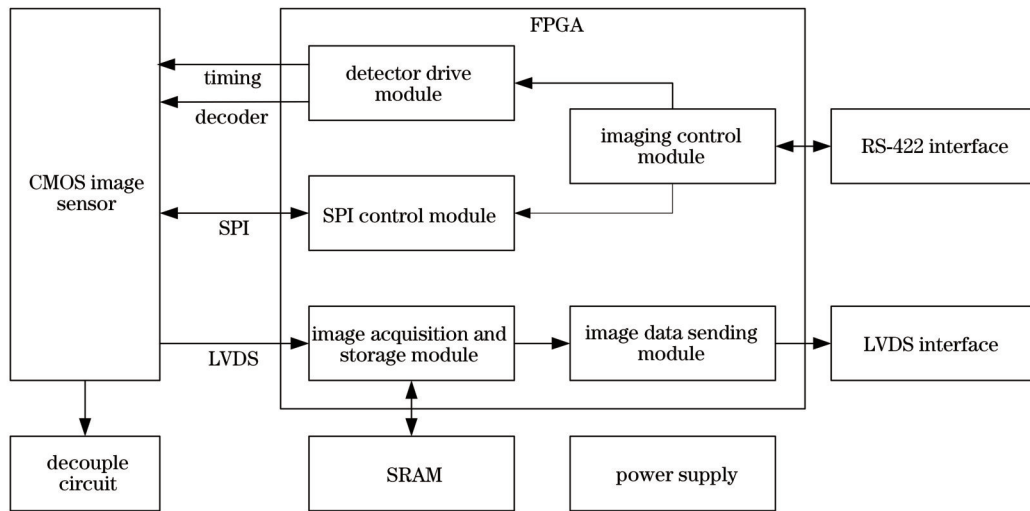 FPGA
timing
decoder
detector drive
module
imaging control
module
RS-422 interface
CMOS image
sensor
SPI
SPI control module
LVDS
image acquisition and
storage module
image data sending
module
LVDS interface
decouple
circuit
SRAM
power supply